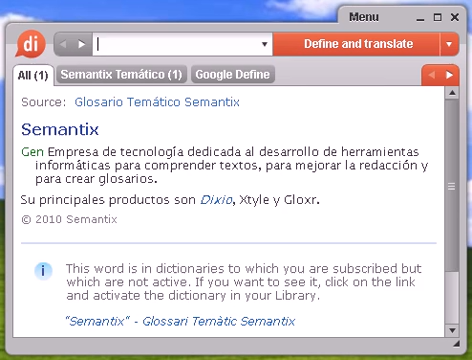 Menu
di
Define and translate
All (1) Semantix Temático (1) Google Define
Source: Glosario Temático Semantix
Semantix
Gen Empresa de tecnología dedicada al desarrollo de herramientas
informáticas para comprender textos, para mejorar la redacción y
para crear glosarios.
Su principales producto son Dixio, Xtyle y Gloxr.
© 2010 Semantix
This word is in dictionaries to which you are subscribed but
which are not active. If you want to see it, click on the link
and activate the dictionary in your Library.
"Semantix" - Glossari Temàtic Semantix